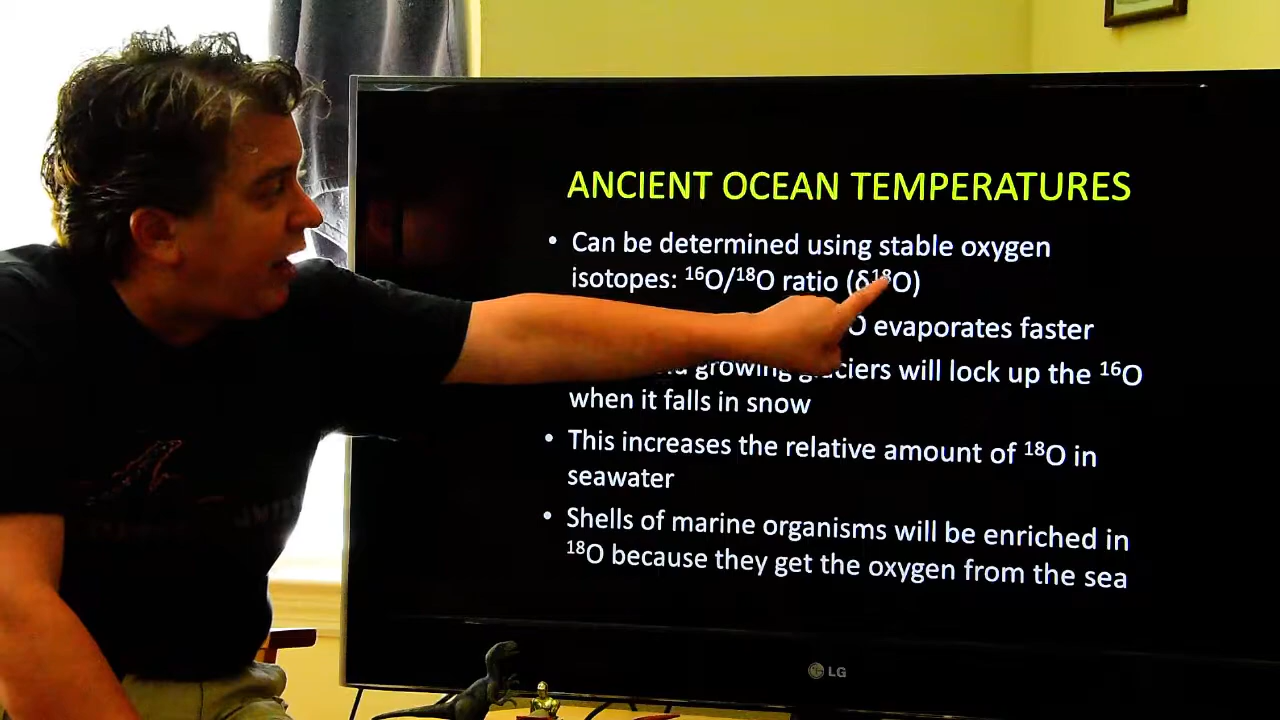 ANCIENT OCEAN TEMPERATURES
• Can be determined using stable oxygen
isotopes: ¹⁶O/¹⁸O ratio (δ¹⁸O)
O evaporates faster
growing glaciers will lock up the ¹⁶O
when it falls in snow
• This increases the relative amount of ¹⁸O in
seawater
• Shells of marine organisms will be enriched in
¹⁸O because they get the oxygen from the sea
LG